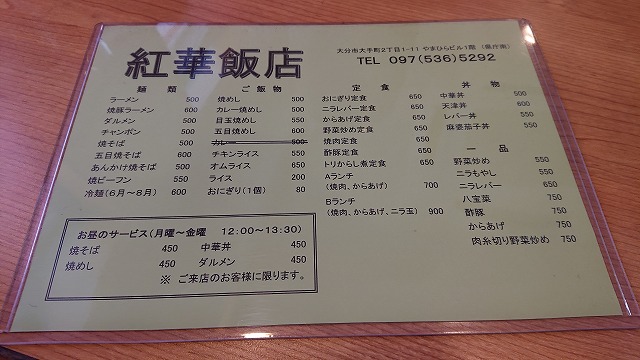 紅華飯店
大分市大手町2丁目1-11 やまひらビル1階 (県庁南)
TEL 097(536)5292
麺類
ラーメン 500
焼豚ラーメン 600
ダルメン 500
チャンポン 500
焼そば 500
五目焼そば 600
あんかけ焼そば 500
焼ビーフン 550
冷麺(6月～8月) 600
ご飯物
焼めし 500
カレー焼めし 500
目玉焼めし 550
五目焼めし 600
カレー 500
チキンライス 550
オムライス 650
ライス 200
おにぎり(1個) 80
定食
おにぎり定食 650
ニラレバー定食 650
からあげ定食 650
野菜炒め定食 650
焼肉定食 650
酢豚定食 650
トリからし煮定食 650
Aランチ
(焼肉、からあげ) 700
Bランチ
(焼肉、からあげ、ニラ玉) 900
丼物
中華丼 500
天津丼 600
レバー丼 550
麻婆茄子丼 550
一品
野菜炒め 550
ニラもやし 550
ニラレバー 650
八宝菜 750
酢豚 750
からあげ 750
肉糸切り野菜炒め 750
お昼のサービス(月曜～金曜 12:00～13:30)
焼そば 450 中華丼 450
焼めし 450 ダルメン 450
※ ご来店のお客様に限ります。